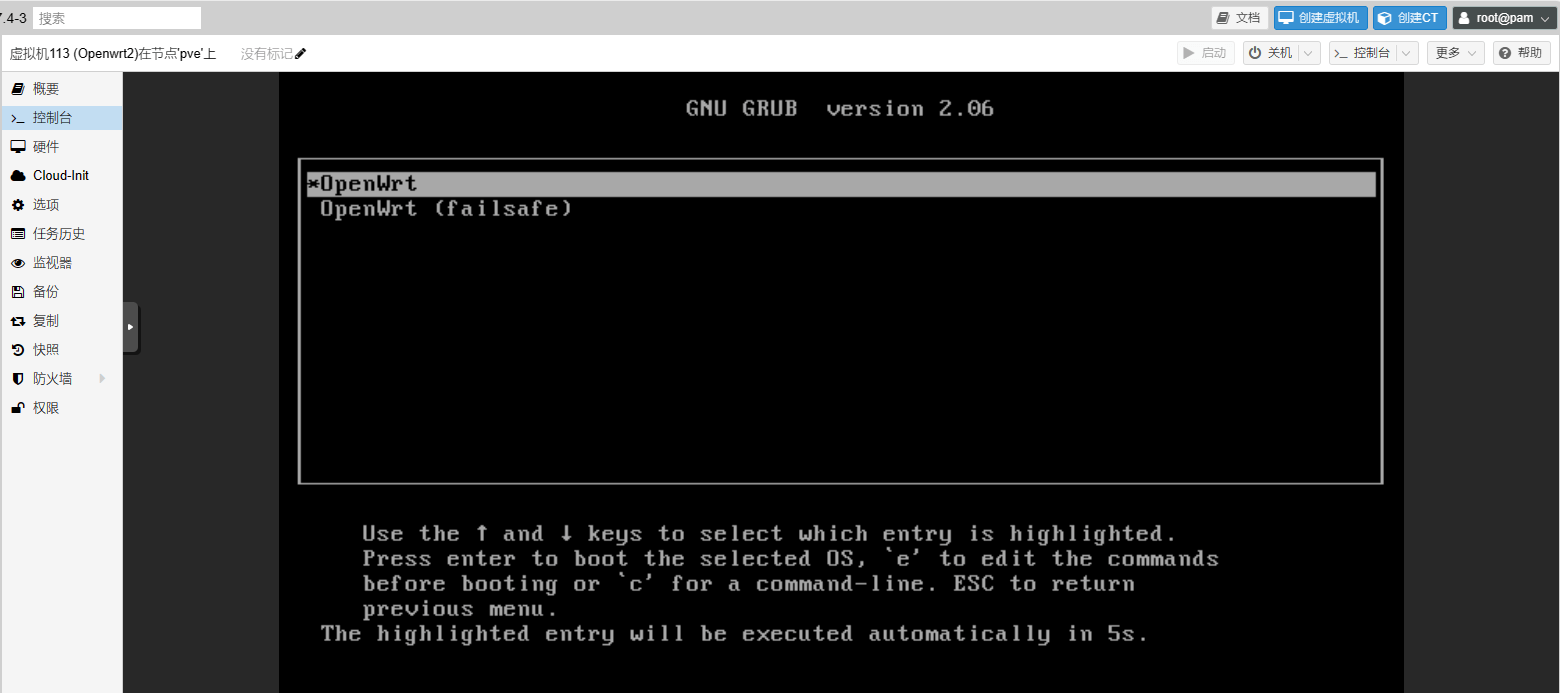 7.4-3 搜索 文档 创建虚拟机 创建CT root@pam
虚拟机113 (Openwrt2)在节点'pve'上 没有标记 启动 关机 控制台 更多 帮助
概要
控制台
硬件
Cloud-Init
选项
任务历史
监视器
备份
复制
快照
防火墙
权限
GNU GRUB version 2.06
*OpenWrt
OpenWrt (failsafe)
Use the ↑ and ↓ keys to select which entry is highlighted.
Press enter to boot the selected OS, `e' to edit the commands
before booting or `c' for a command-line. ESC to return
previous menu.
The highlighted entry will be executed automatically in 5s.